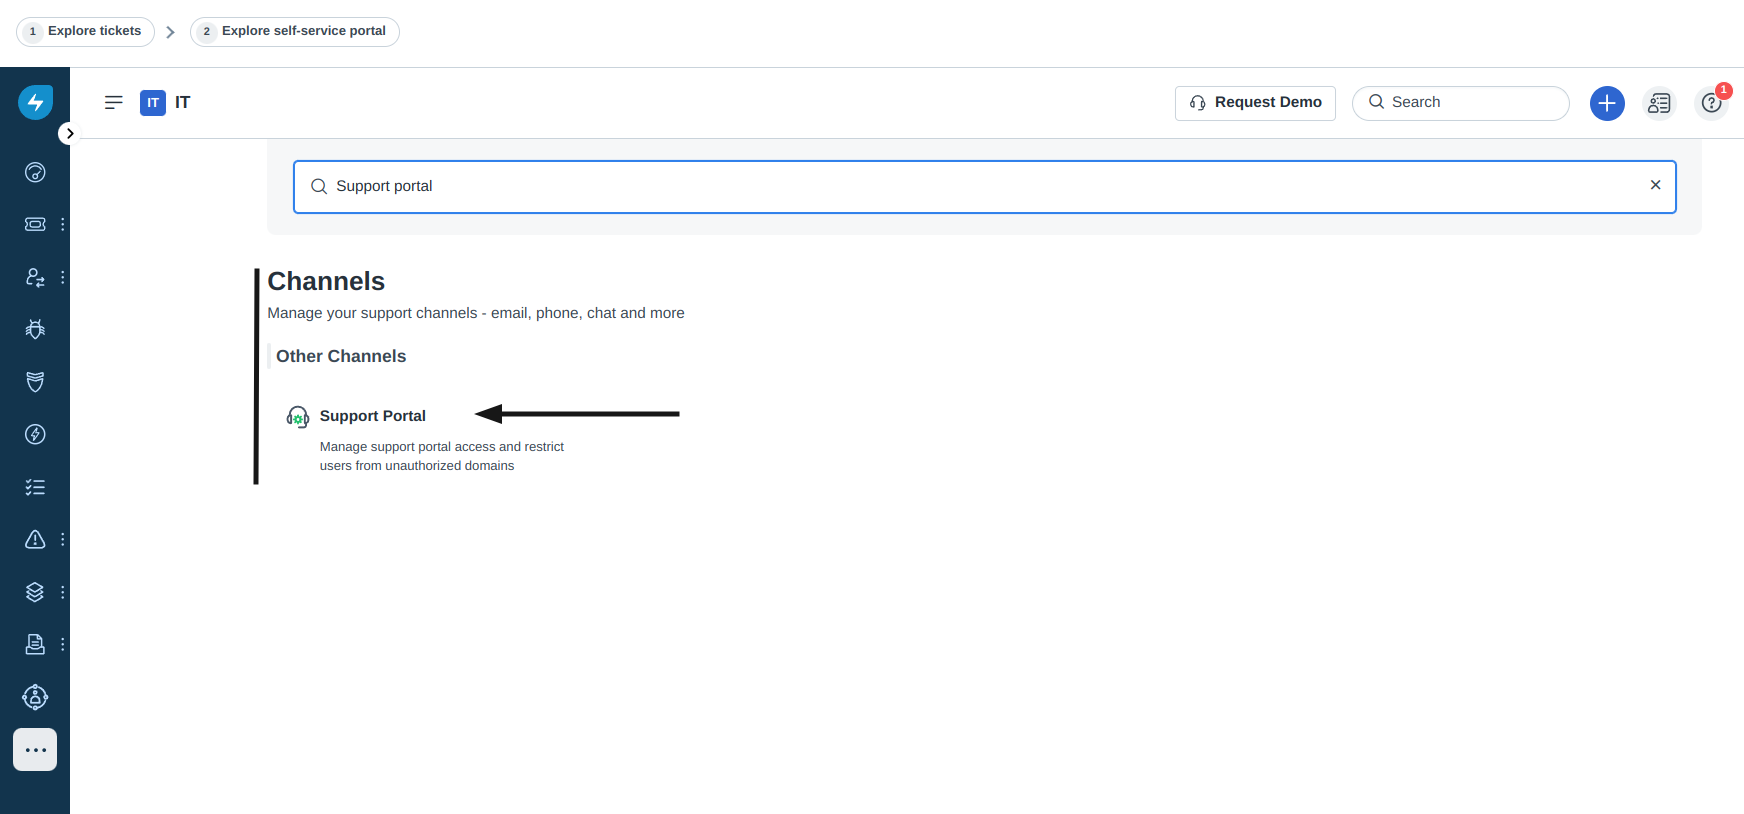 1 Explore tickets
2 Explore self-service portal
IT IT
Request Demo
Search
1
Support portal
Channels
Manage your support channels - email, phone, chat and more
Other Channels
Support Portal
Manage support portal access and restrict
users from unauthorized domains